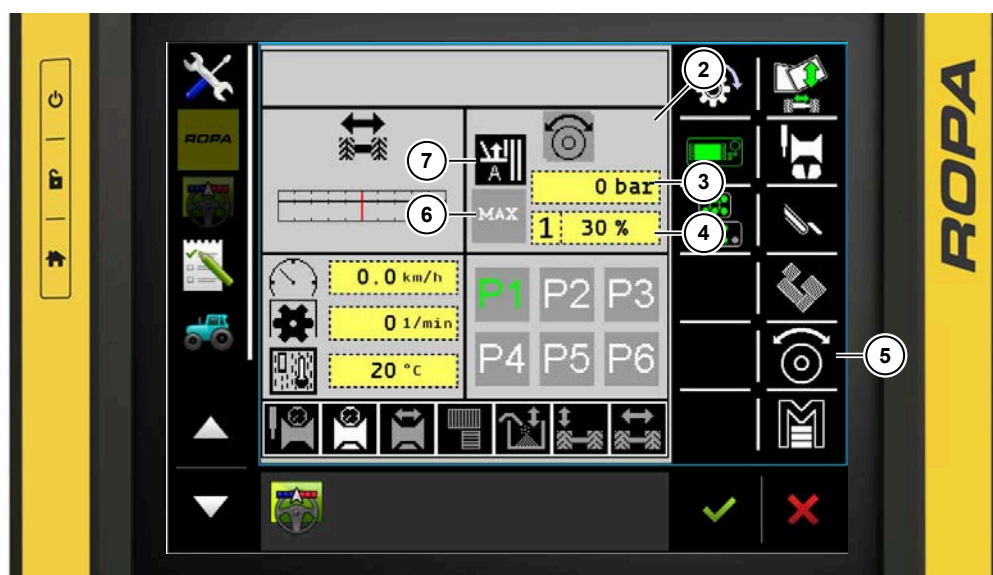 ROPA
ROPA
2
7
A
0 bar
3
6
MAX
1 30 %
4
0.0 km/h
P1 P2 P3
0 1/min
20 °C
P4 P5 P6
5